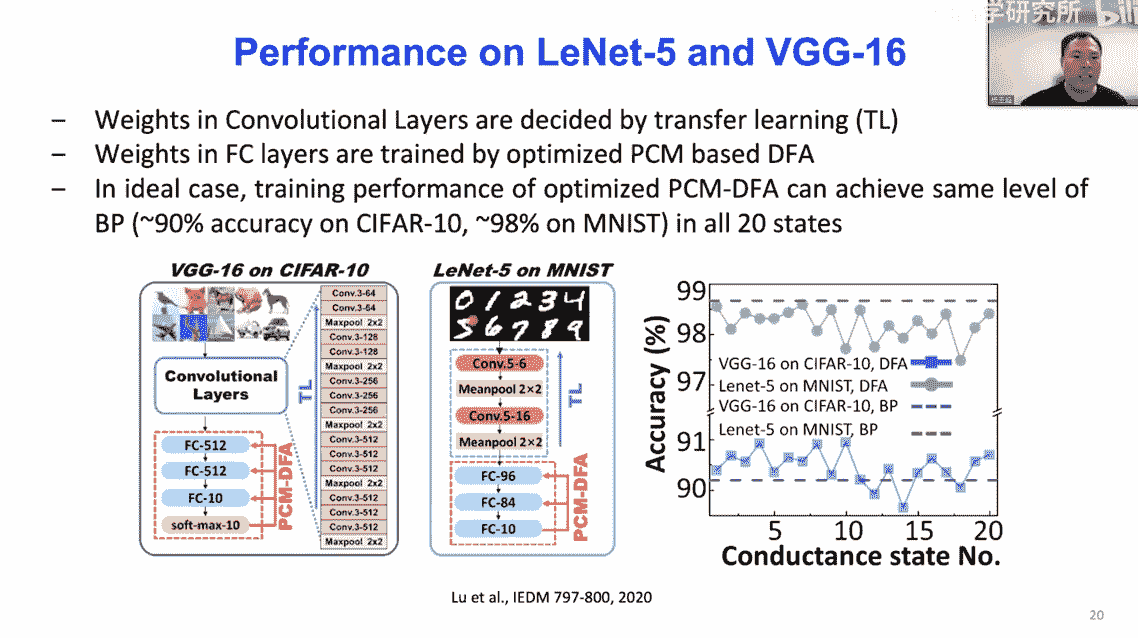 学研究所 bili
Performance on LeNet-5 and VGG-16
– Weights in Convolutional Layers are decided by transfer learning (TL)
– Weights in FC layers are trained by optimized PCM based DFA
– In ideal case, training performance of optimized PCM-DFA can achieve same level of
BP (~90% accuracy on CIFAR-10, ~98% on MNIST) in all 20 states
VGG-16 on CIFAR-10
Convolutional
Layers
FC-512
FC-512
FC-10
soft-max-10
PCM-DFA
TL
Conv.3-64
Conv.3-64
Maxpool 2x2
Conv.3-128
Conv.3-128
Maxpool 2x2
Conv.3-256
Conv.3-256
Conv.3-256
Maxpool 2x2
Conv.3-512
Conv.3-512
Conv.3-512
Maxpool 2x2
Conv.3-512
Conv.3-512
Conv.3-512
Maxpool 2x2
LeNet-5 on MNIST
0 1 2 3 4
5 6 7 8 9
Conv.5-6
Meanpool 2×2
Conv.5-16
Meanpool 2×2
TL
FC-96
FC-84
FC-10
PCM-DFA
Accuracy (%)
99
98
97
91
90
VGG-16 on CIFAR-10, DFA
Lenet-5 on MNIST, DFA
VGG-16 on CIFAR-10, BP
Lenet-5 on MNIST, BP
5 10 15 20
Conductance state No.
Lu et al., IEDM 797-800, 2020
20